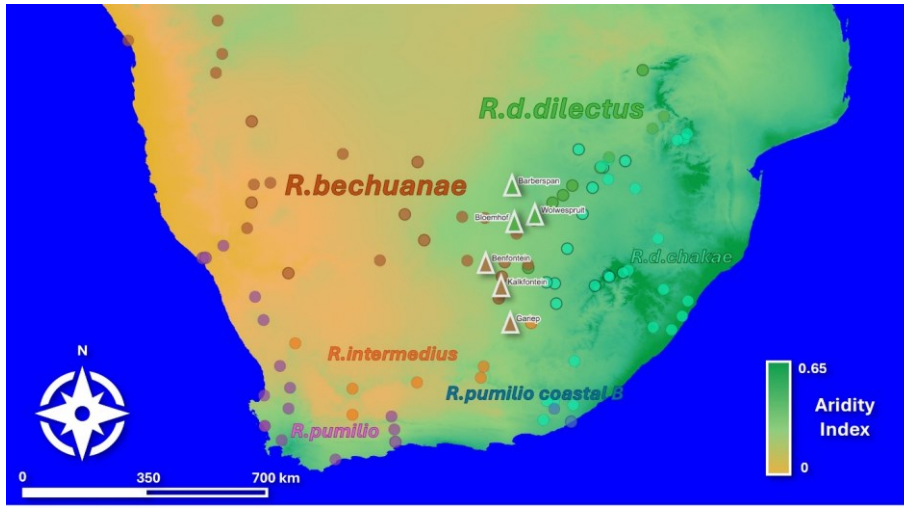 R.d.dilectus
Barberspan
R.bechuanae
Wolwespruit
Bloemhof
R.d.chakae
Benfontein
Kalkfontein
Ganep
R.intermedius
N
R.pumilio coastal B
0.65
Aridity
Index
R.pumilio
0
0 350 700 km